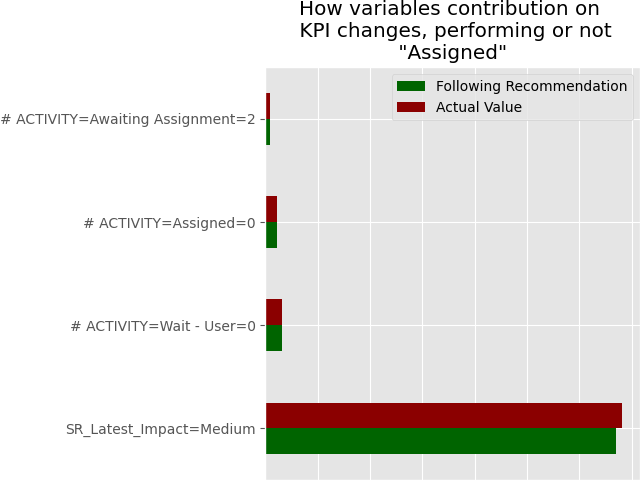 How variables contribution on
KPI changes, performing or not
"Assigned"
Following Recommendation
Actual Value
# ACTIVITY=Awaiting Assignment=2
# ACTIVITY=Assigned=0
# ACTIVITY=Wait - User=0
SR_Latest_Impact=Medium